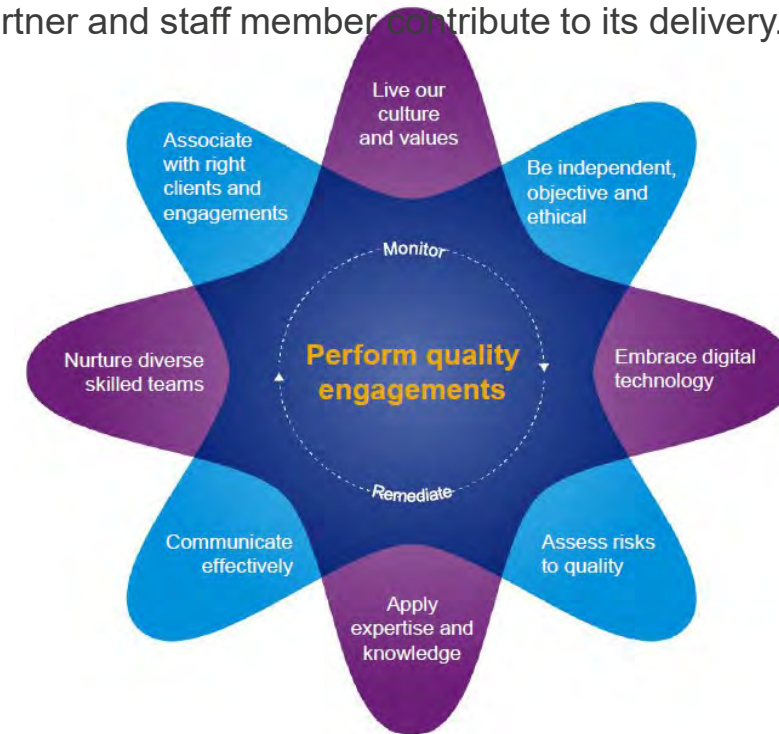 rtner and staff member contribute to its delivery.
Live our
culture
and values
Associate
with right
clients and
engagements
Be independent,
objective and
ethical
Monitor
Perform quality
engagements
Nurture diverse
skilled teams
Embrace digital
technology
Remediate
Communicate
effectively
Assess risks
to quality
Apply
expertise and
knowledge